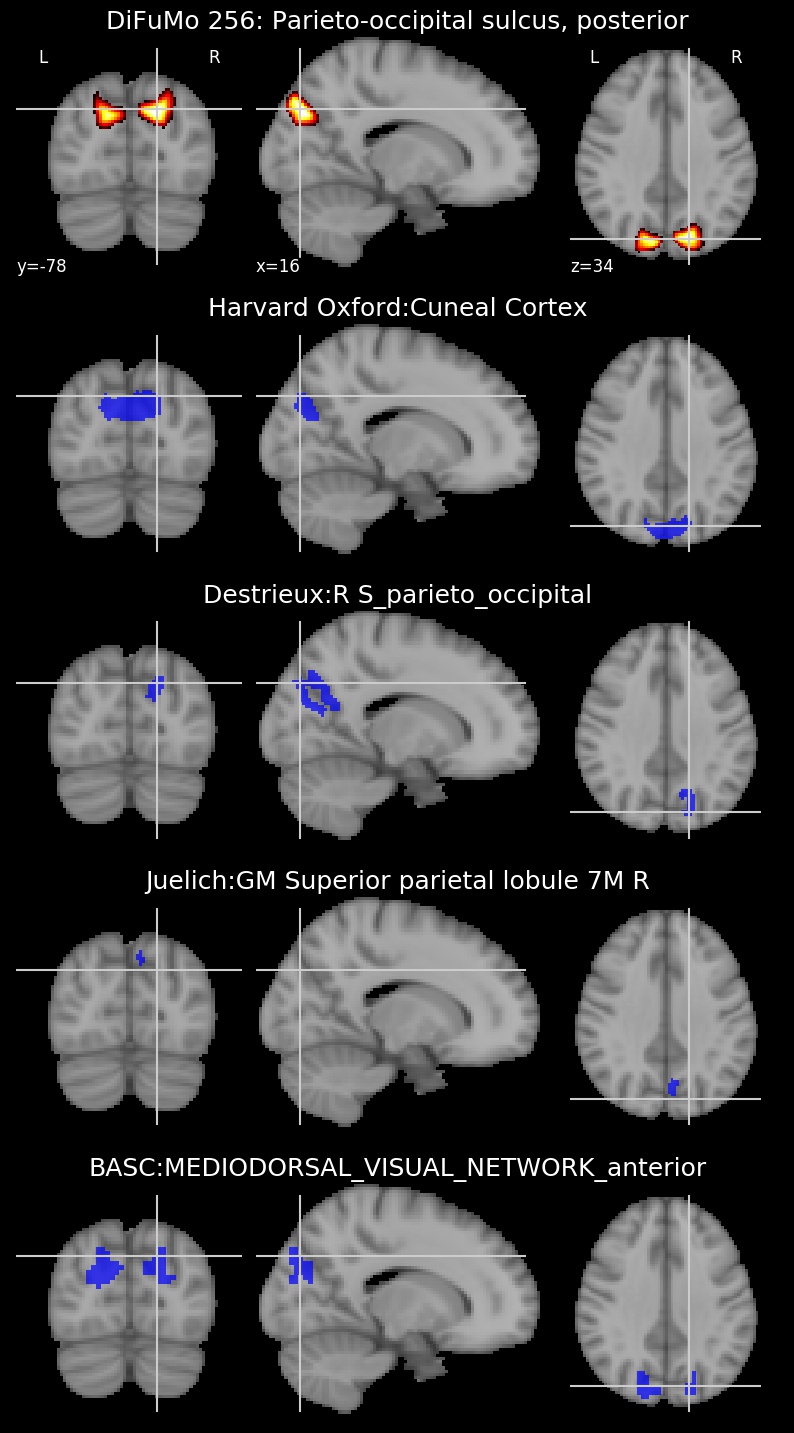 DiFuMo 256: Parieto-occipital sulcus, posterior
L R L R
y=-78 x=16 z=34
Harvard Oxford:Cuneal Cortex
Destrieux:R S_parieto_occipital
Juelich:GM Superior parietal lobule 7M R
BASC:MEDIODORSAL_VISUAL_NETWORK_anterior